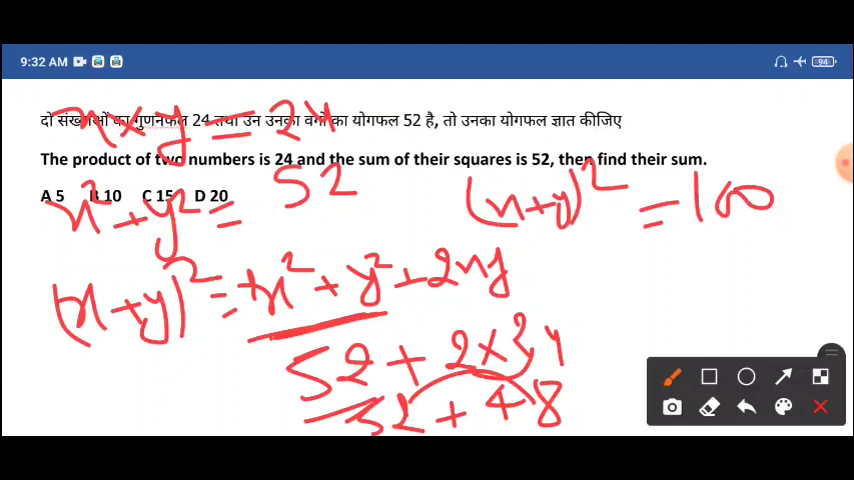 9:32 AM 94
दो संख्याओं का गुणनफल 24 तथा उन उनका वर्गो का योगफल 52 है, तो उनका योगफल ज्ञात कीजिए
x × y = 24
The product of two numbers is 24 and the sum of their squares is 52, then find their sum.
A 5 B 10 C 15 D 20
x² + y² = 52
(x+y)² = 100
(x+y)² = x² + y² + 2xy
52 + 2×24
52 + 48